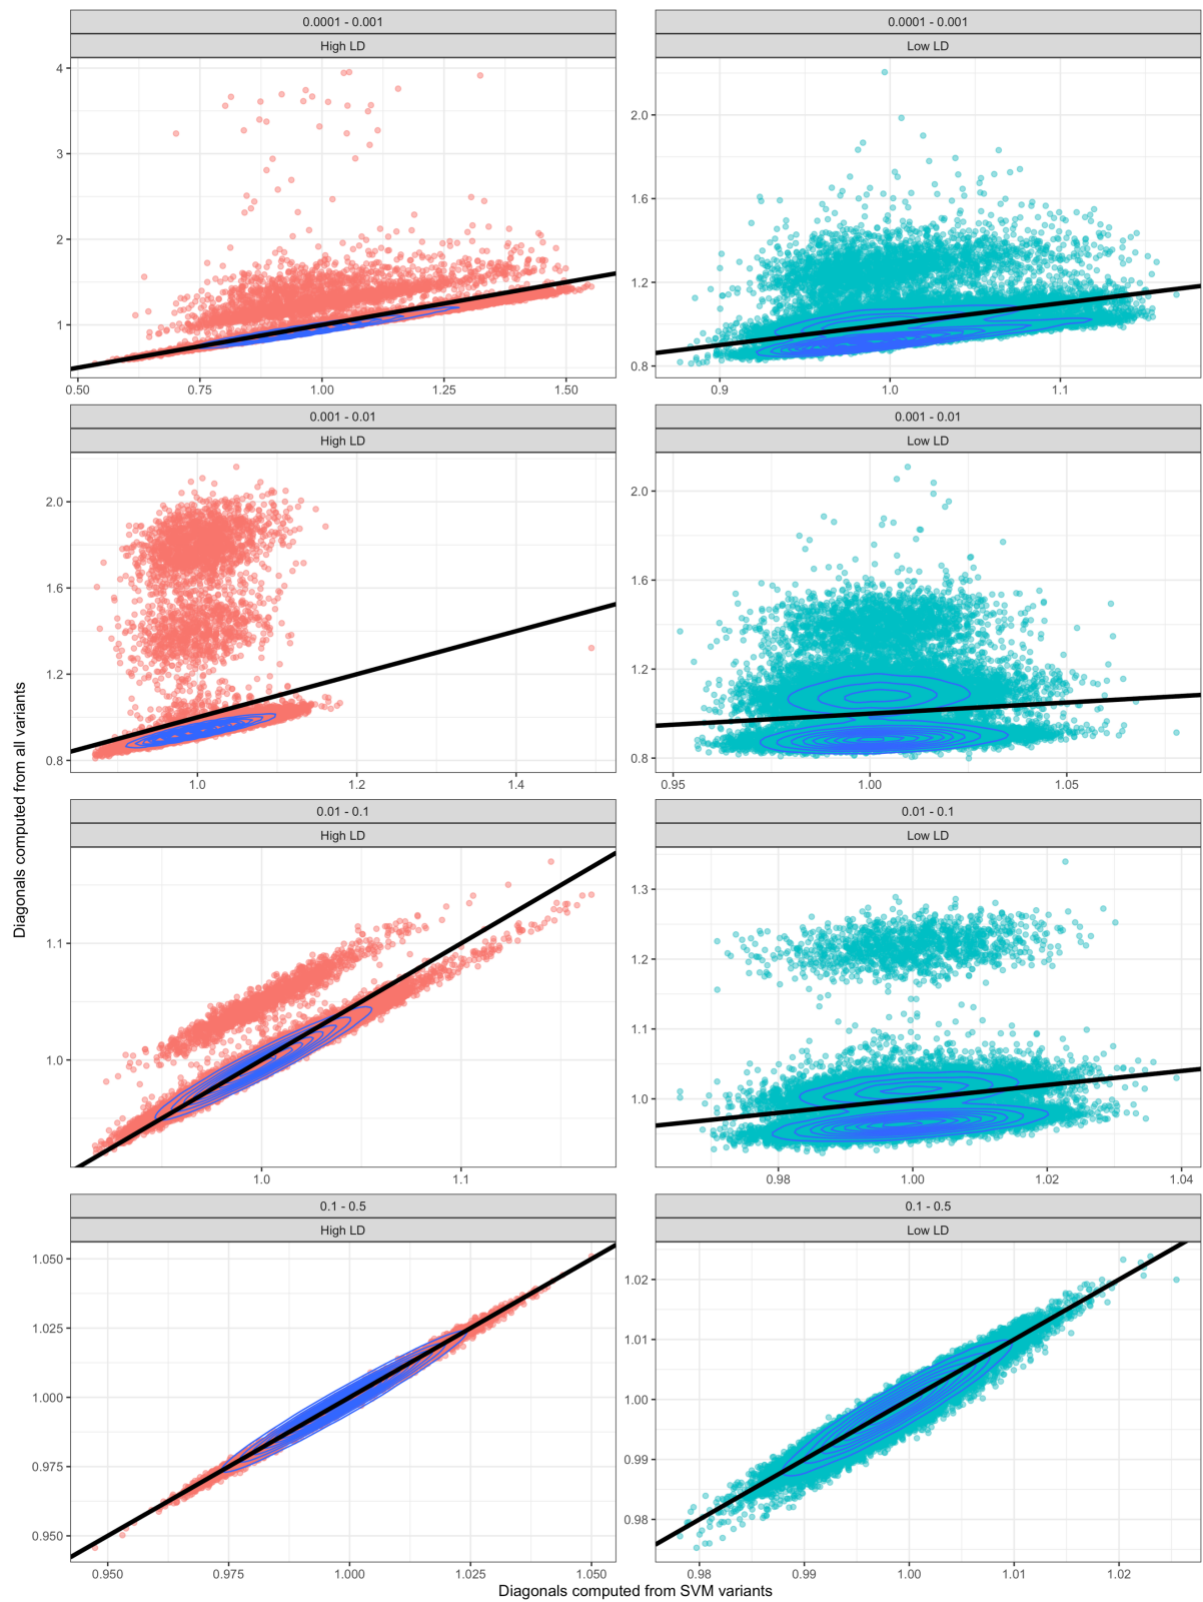 0.0001 - 0.001
High LD
4
3
2
1
0.50 0.75 1.00 1.25 1.50
0.0001 - 0.001
Low LD
2.0
1.6
1.2
0.8
0.9 1.0 1.1
0.001 - 0.01
High LD
2.0
1.6
1.2
0.8
1.0 1.2 1.4
0.001 - 0.01
Low LD
2.0
1.6
1.2
0.8
0.95 1.00 1.05
Diagonals computed from all variants
0.01 - 0.1
High LD
1.1
1.0
1.0 1.1
0.01 - 0.1
Low LD
1.3
1.2
1.1
1.0
0.98 1.00 1.02 1.04
0.1 - 0.5
High LD
1.050
1.025
1.000
0.975
0.950
0.950 0.975 1.000 1.025 1.050
0.1 - 0.5
Low LD
1.02
1.01
1.00
0.99
0.98
0.98 0.99 1.00 1.01 1.02
Diagonals computed from SVM variants